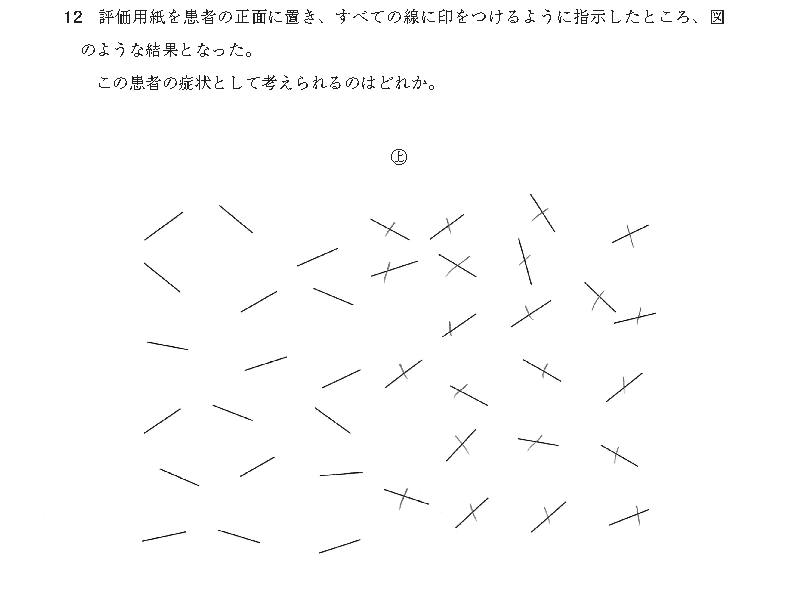 12 評価用紙を患者の正面に置き、すべての線に印をつけるように指示したところ、図
のような結果となった。
この患者の症状として考えられるのはどれか。
㊤